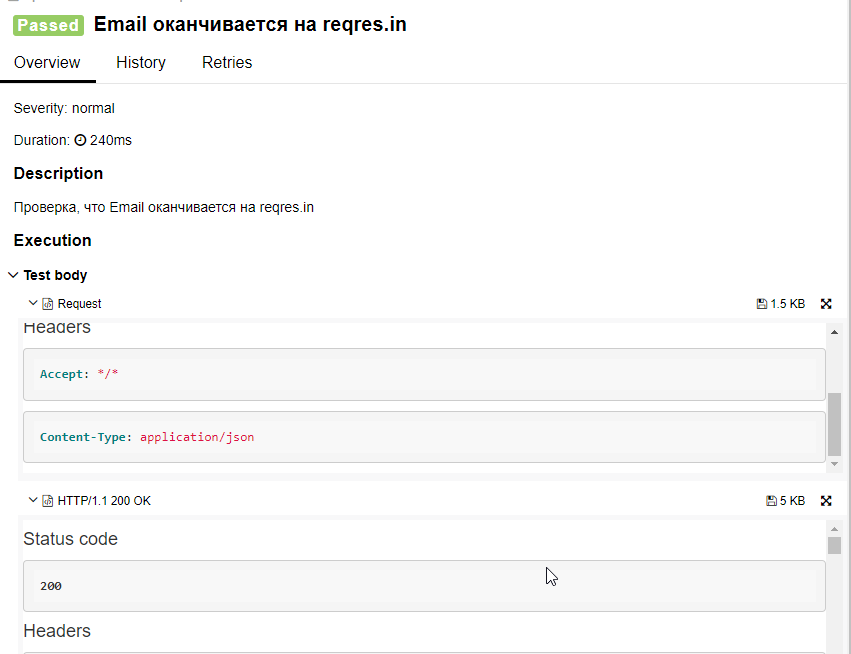 Passed Email оканчивается на reqres.in
Overview History Retries
Severity: normal
Duration: 240ms
Description
Проверка, что Email оканчивается на reqres.in
Execution
Test body
Request 1.5 KB
Headers
Accept: */*
Content-Type: application/json
HTTP/1.1 200 OK 5 KB
Status code
200
Headers